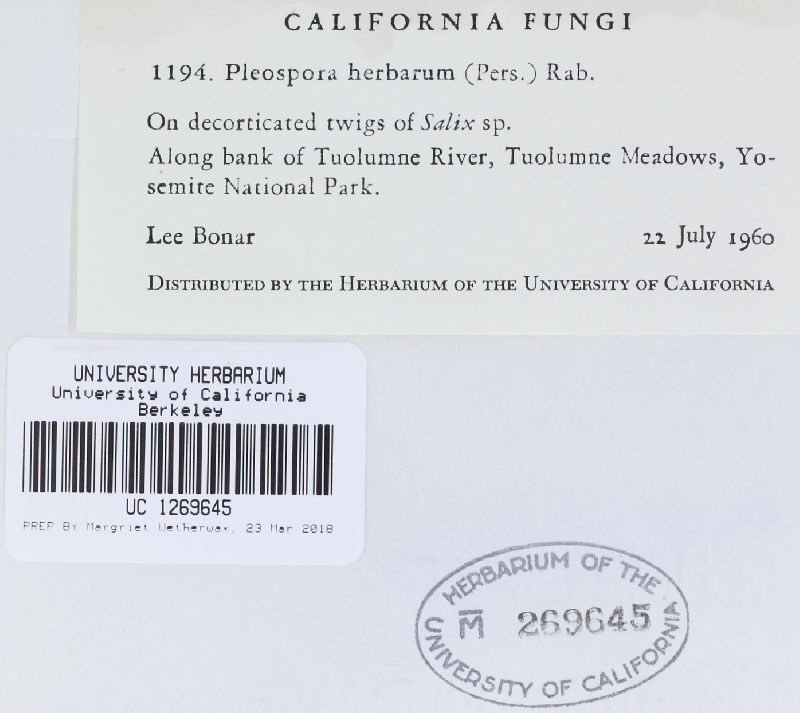 CALIFORNIA FUNGI
1194. Pleospora herbarum (Pers.) Rab.
On decorticated twigs of Salix sp.
Along bank of Tuolumne River, Tuolumne Meadows, Yo-
semite National Park.
Lee Bonar 22 July 1960
DISTRIBUTED BY THE HERBARIUM OF THE UNIVERSITY OF CALIFORNIA
UNIVERSITY HERBARIUM
University of California
Berkeley
UC 1269645
PREP BY Margriet Wetherwax, 23 Mar 2018
HERBARIUM OF THE
M 269645
UNIVERSITY OF CALIFORNIA